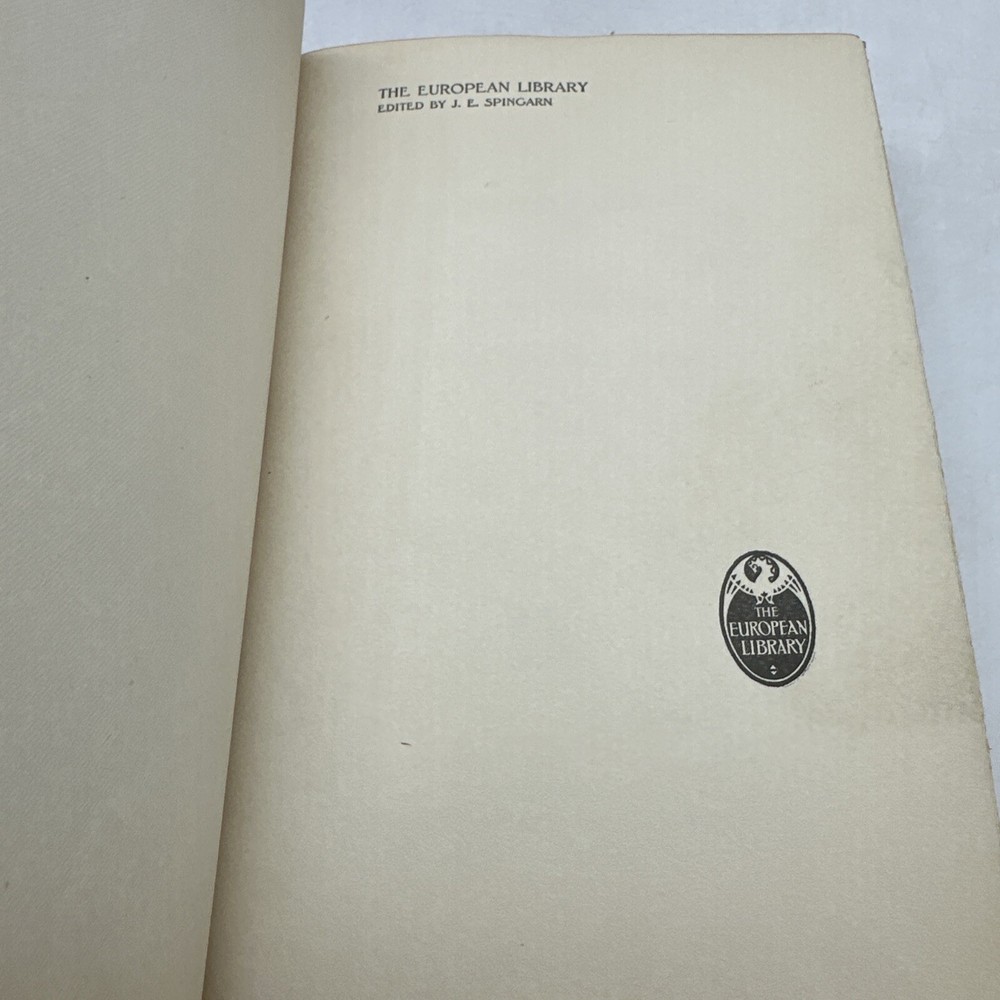 THE EUROPEAN LIBRARY
EDITED BY J. E. SPINGARN
THE
EUROPEAN
LIBRARY